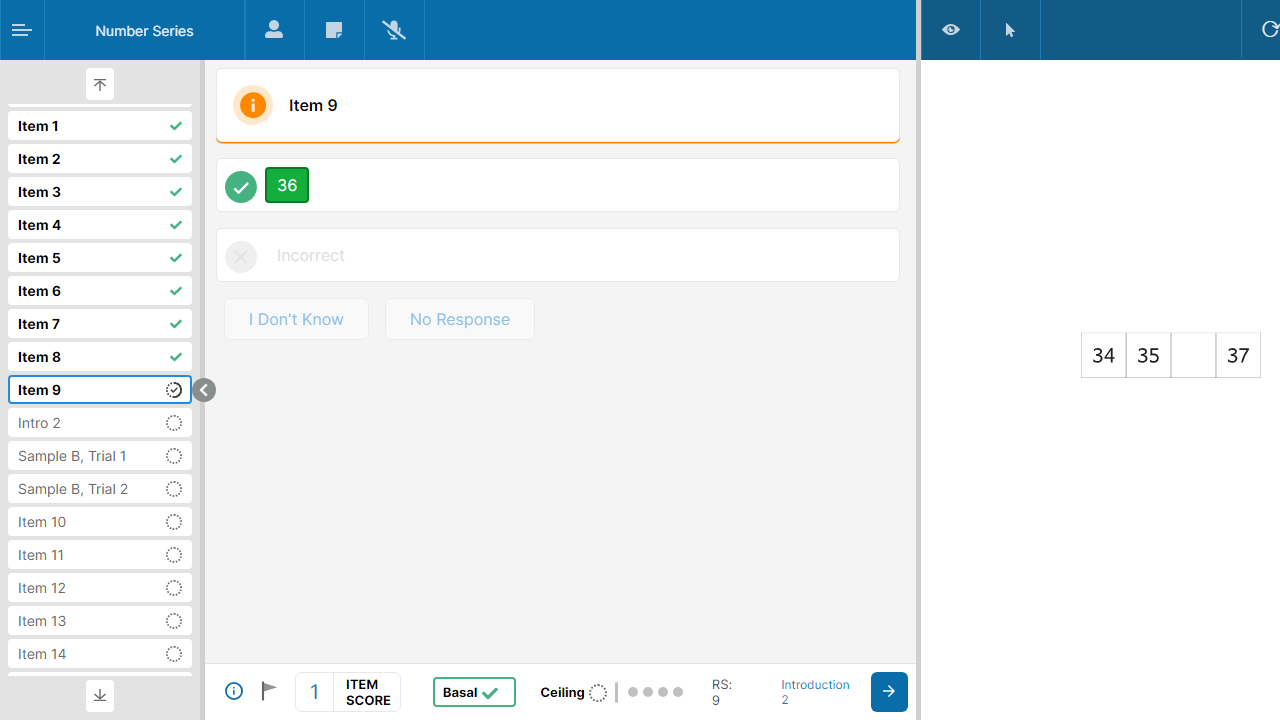 Number Series
Item 1
Item 2
Item 3
Item 4
Item 5
Item 6
Item 7
Item 8
Item 9
Intro 2
Sample B, Trial 1
Sample B, Trial 2
Item 10
Item 11
Item 12
Item 13
Item 14
Item 9
36
Incorrect
I Don't Know
No Response
1
ITEM
SCORE
Basal
Ceiling
RS:
9
Introduction
2
34 35 37